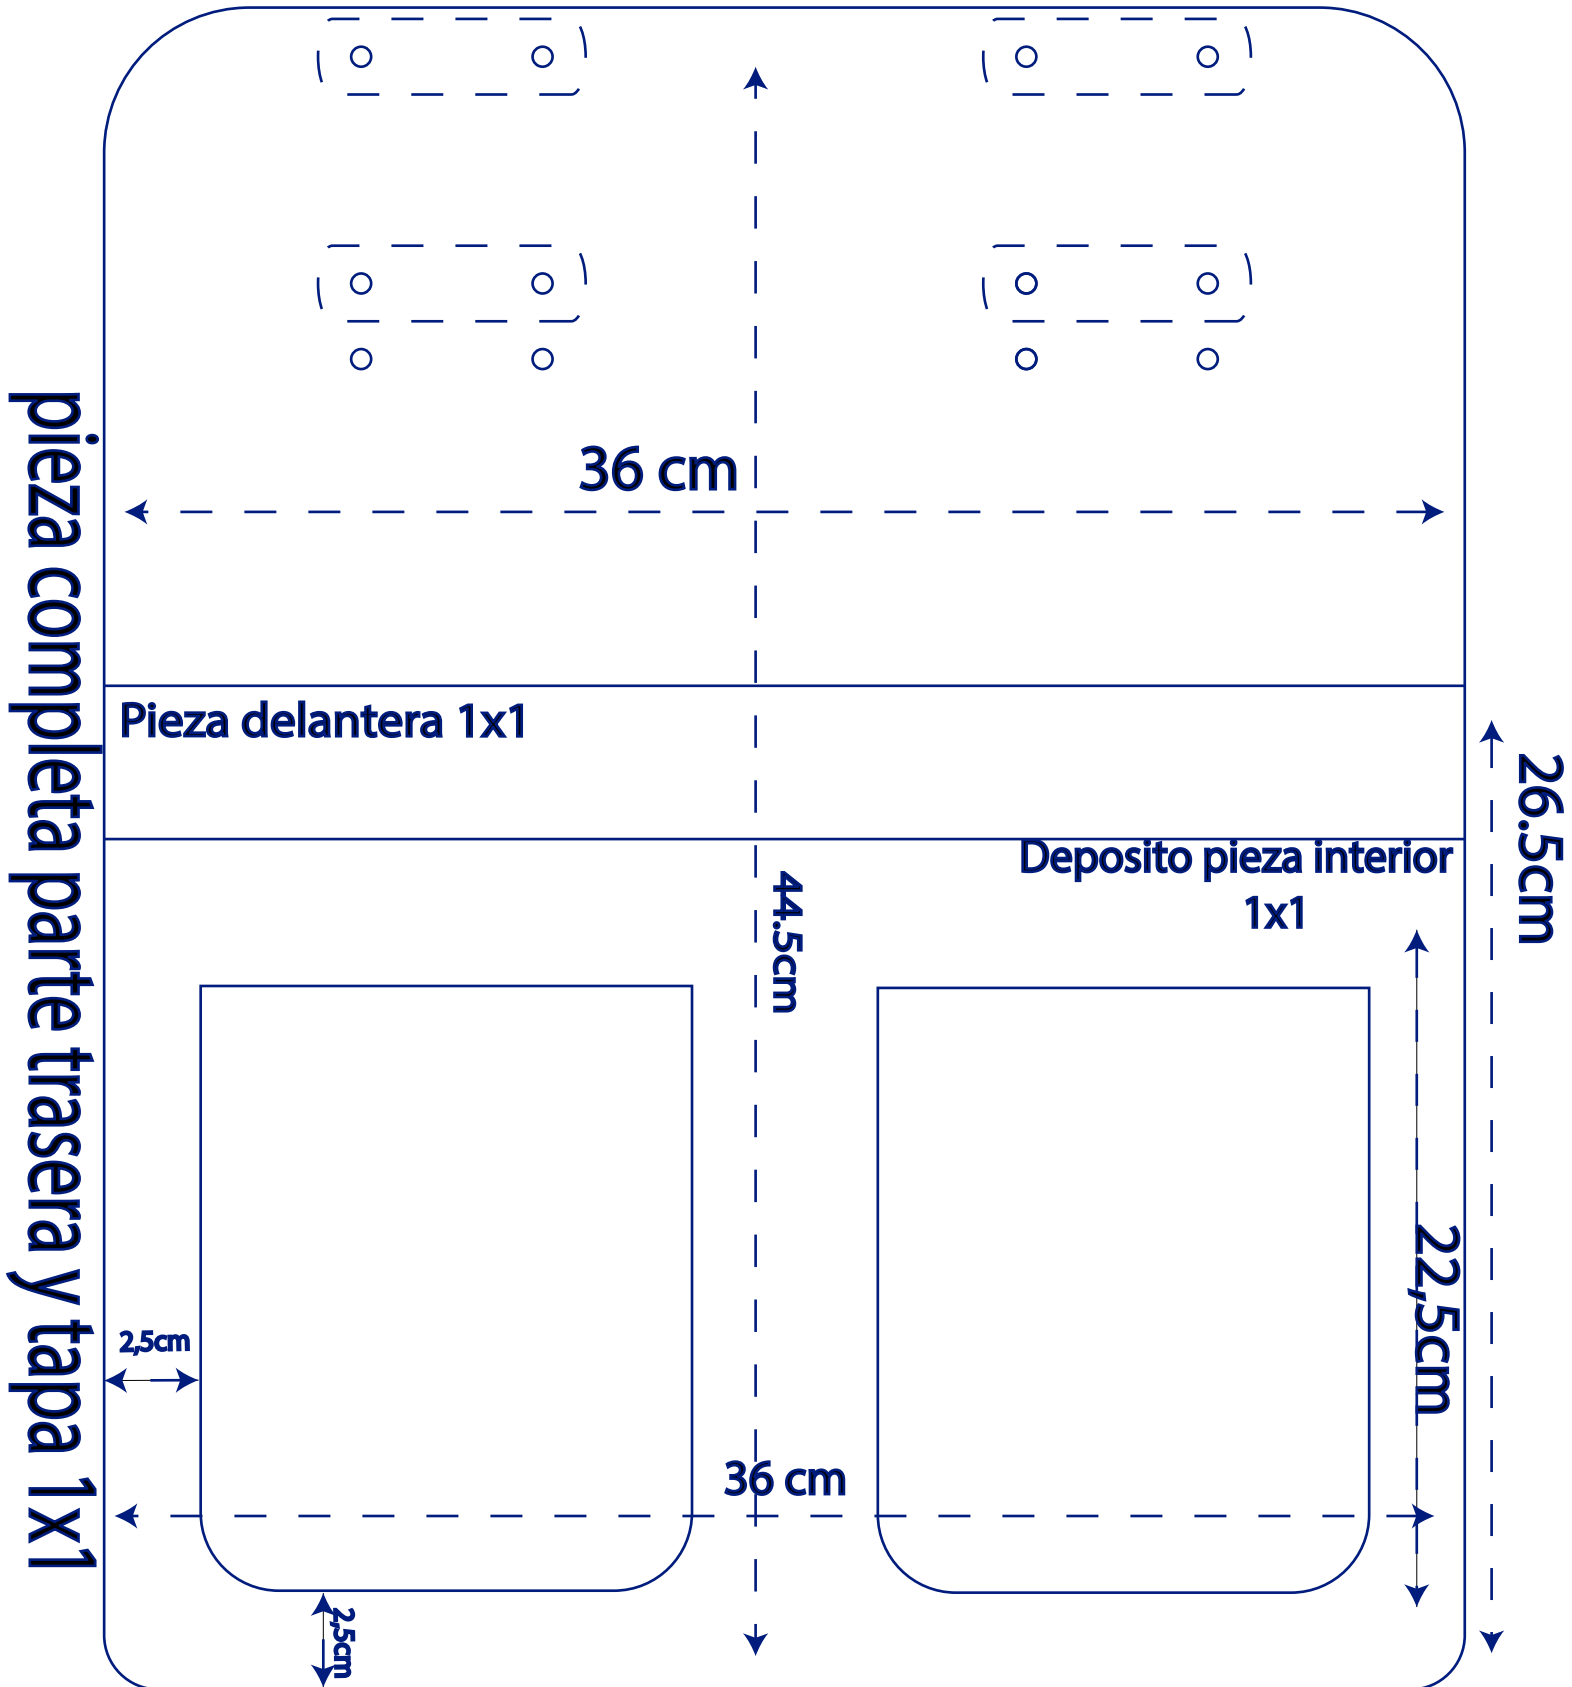 36 cm
Pieza delantera 1x1
Deposito pieza interior
1x1
26.5cm
44.5cm
22,5cm
2,5cm
36 cm
2,5cm
pieza completa parte trasera y tapa 1x1